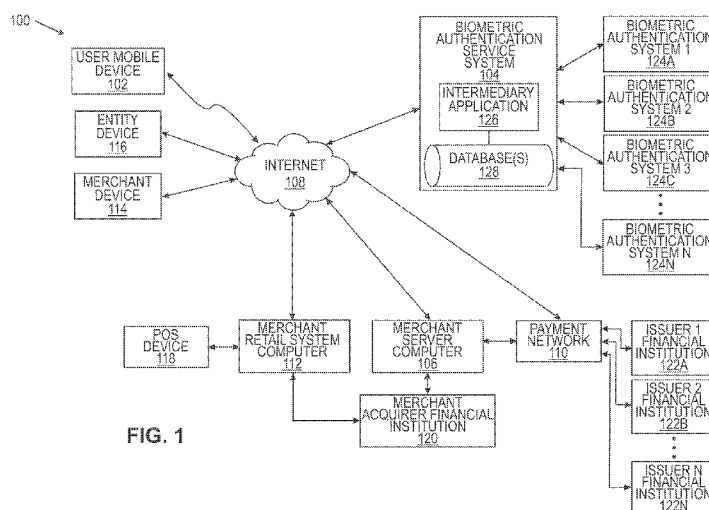 100
USER MOBILE
DEVICE
102
ENTITY
DEVICE
116
MERCHANT
DEVICE
114
INTERNET
108
BIOMETRIC
AUTHENTICATION
SERVICE
SYSTEM
104
INTERMEDIARY
APPLICATION
126
DATABASE(S)
128
BIOMETRIC
AUTHENTICATION
SYSTEM 1
124A
BIOMETRIC
AUTHENTICATION
SYSTEM 2
124B
BIOMETRIC
AUTHENTICATION
SYSTEM 3
124C
BIOMETRIC
AUTHENTICATION
SYSTEM N
124N
POS
DEVICE
118
MERCHANT
RETAIL SYSTEM
COMPUTER
112
MERCHANT
SERVER
COMPUTER
106
PAYMENT
NETWORK
110
MERCHANT
ACQUIRER FINANCIAL
INSTITUTION
120
ISSUER 1
FINANCIAL
INSTITUTION
122A
ISSUER 2
FINANCIAL
INSTITUTION
122B
ISSUER N
FINANCIAL
INSTITUTION
122N
FIG. 1